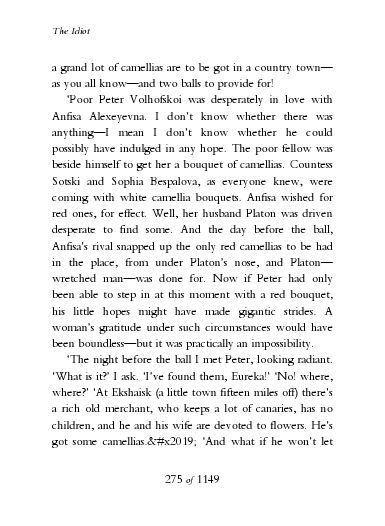 The Idiot
a grand lot of camellias are to be got in a country town—
as you all know—and two balls to provide for!
‘Poor Peter Volhofskoi was desperately in love with
Anfisa Alexeyevna. I don’t know whether there was
anything—I mean I don’t know whether he could
possibly have indulged in any hope. The poor fellow was
beside himself to get her a bouquet of camellias. Countess
Sotski and Sophia Bespalova, as everyone knew, were
coming with white camellia bouquets. Anfisa wished for
red ones, for effect. Well, her husband Platon was driven
desperate to find some. And the day before the ball,
Anfisa’s rival snapped up the only red camellias to be had
in the place, from under Platon’s nose, and Platon—
wretched man—was done for. Now if Peter had only
been able to step in at this moment with a red bouquet,
his little hopes might have made gigantic strides. A
woman’s gratitude under such circumstances would have
been boundless—but it was practically an impossibility.
‘The night before the ball I met Peter, looking radiant.
‘What is it?’ I ask. ‘I’ve found them, Eureka!’ ‘No! where,
where?’ ‘At Ekshaisk (a little town fifteen miles off) there’s
a rich old merchant, who keeps a lot of canaries, has no
children, and he and his wife are devoted to flowers. He’s
got some camellias.&#x2019; ‘And what if he won’t let
275 of 1149